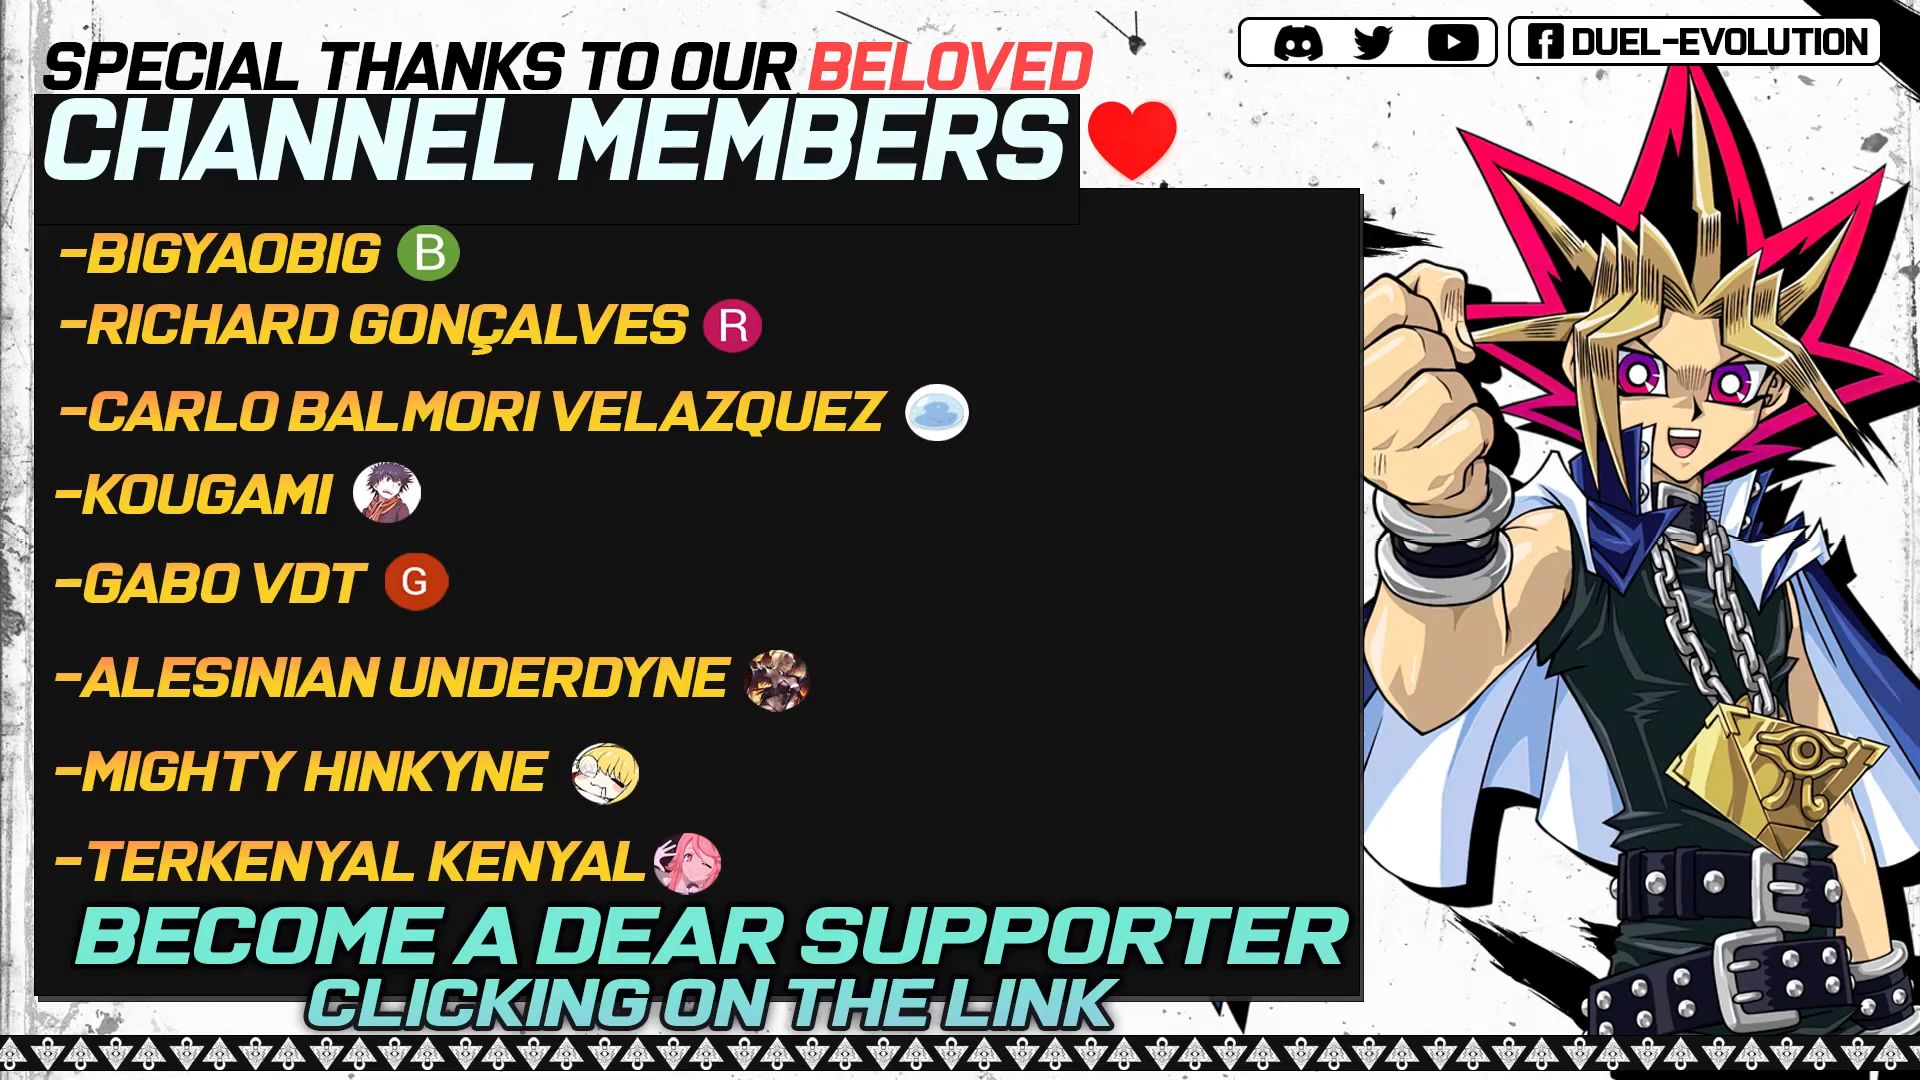 SPECIAL THANKS TO OUR BELOVED
CHANNEL MEMBERS
DUEL-EVOLUTION
-BIGYAOBIG B
-RICHARD GONÇALVES R
-CARLO BALMORI VELAZQUEZ
-KOUGAMI
-GABO VDT G
-ALESINIAN UNDERDYNE
-MIGHTY HINKYNE
-TERKENYAL KENYAL
BECOME A DEAR SUPPORTER
CLICKING ON THE LINK